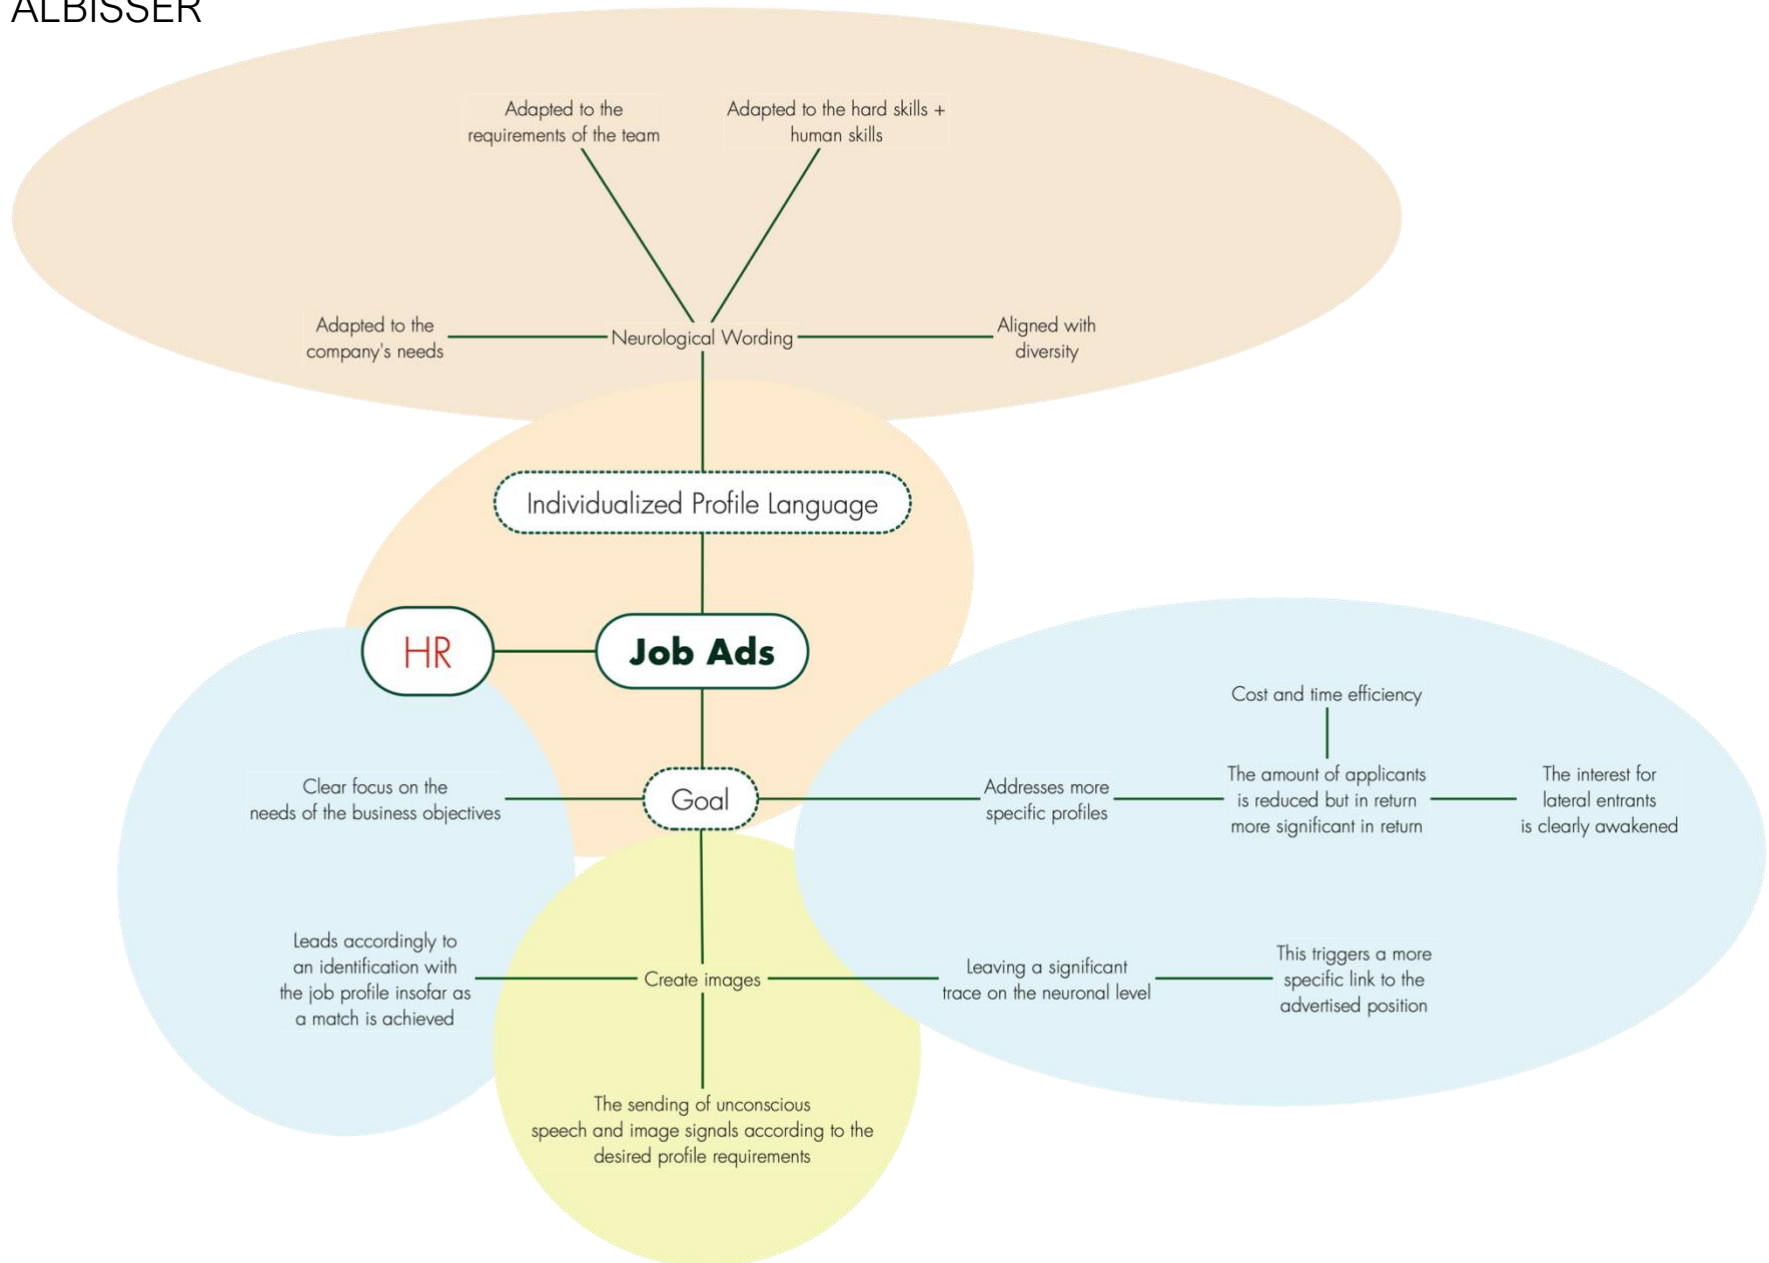 ALBISSER
Adapted to the
requirements of the team
Adapted to the hard skills +
human skills
Adapted to the
company's needs
Neurological Wording
Aligned with
diversity
Individualized Profile Language
HR
Job Ads
Cost and time efficiency
Clear focus on the
needs of the business objectives
Goal
Addresses more
specific profiles
The amount of applicants
is reduced but in return
more significant in return
The interest for
lateral entrants
is clearly awakened
Leads accordingly to
an identification with
the job profile insofar as
a match is achieved
Create images
Leaving a significant
trace on the neuronal level
This triggers a more
specific link to the
advertised position
The sending of unconscious
speech and image signals according to the
desired profile requirements